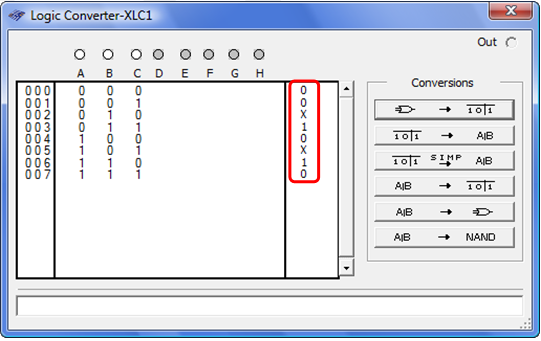 Logic Converter-XLC1
Out
A B C D E F G H
000 0 0 0 0
001 0 0 1 0
002 0 1 0 X
003 0 1 1 1
004 1 0 0 0
005 1 0 1 X
006 1 1 0 1
007 1 1 1 0
Conversions
→ 10|1
10|1 → A|B
10|1 SIMP → A|B
A|B → 10|1
A|B →
A|B → NAND